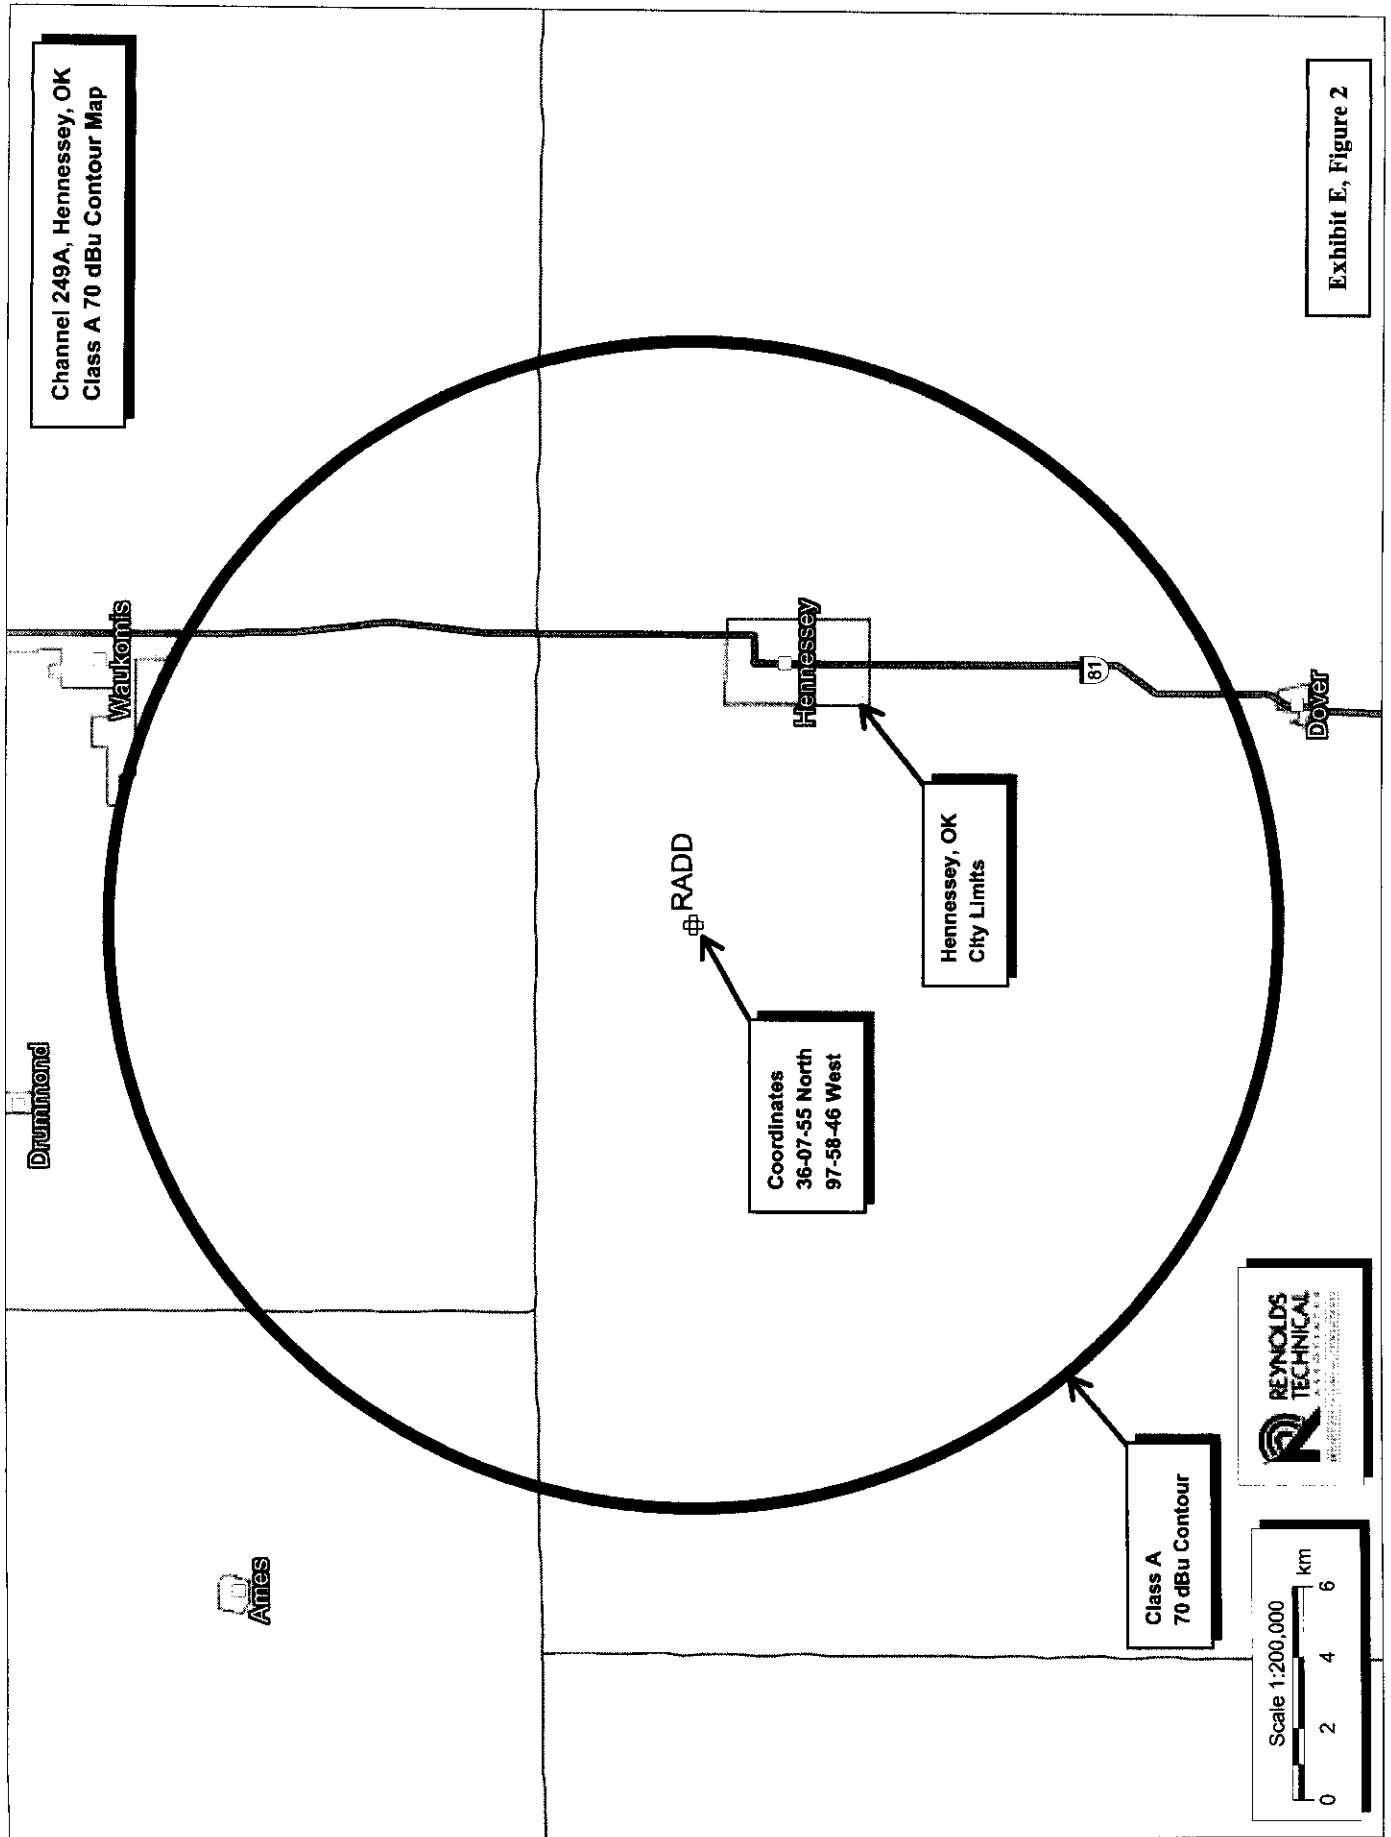 Channel 249A, Hennessey, OK
Class A 70 dBu Contour Map
Drummond
Waukomis
Ames
RADD
Coordinates
36-07-55 North
97-58-46 West
Hennessey
Hennessey, OK
City Limits
81
Dover
Class A
70 dBu Contour
Scale 1:200,000
km
0 2 4 6
REYNOLDS
TECHNICAL
Exhibit E, Figure 2